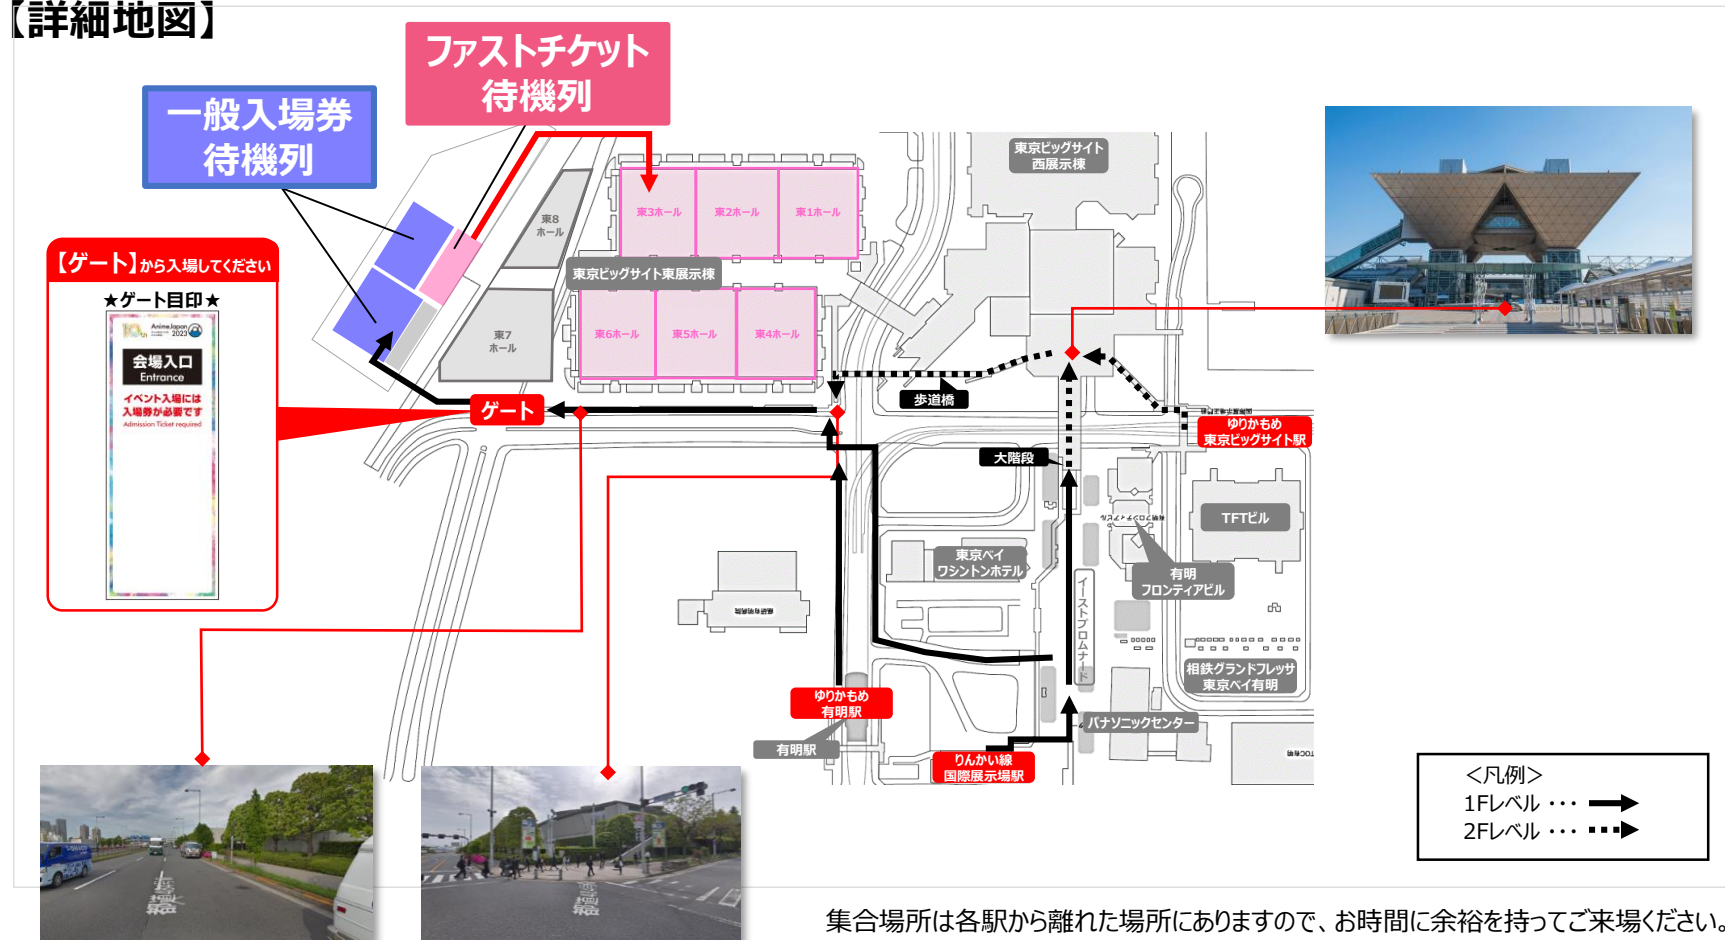 【詳細地図】
ファストチケット
待機列
一般入場券
待機列
東京ビッグサイト
西展示棟
東8
ホール
東3ホール
東2ホール
東1ホール
【ゲート】から入場してください
★ゲート目印★
東京ビッグサイト東展示棟
AnimeJapan
2023
会場入口
Entrance
イベント入場には
入場券が必要です
Admission Ticket required
東7
ホール
東6ホール
東5ホール
東4ホール
ゲート
歩道橋
ゆりかもめ
東京ビッグサイト駅
大階段
TFTビル
東京ベイ
ワシントンホテル
有明
フロンティアビル
イーストプロムナード
相鉄グランドフレッサ
東京ベイ有明
ゆりかもめ
有明駅
パナソニックセンター
有明駅
りんかい線
国際展示場駅
＜凡例＞
1Fレベル ・・・
2Fレベル ・・・
集合場所は各駅から離れた場所にありますので、お時間に余裕を持ってご来場ください。